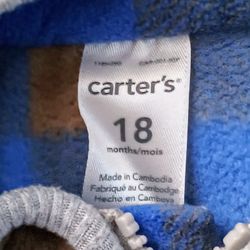 carter's
18
months/mois
Made in Cambodia
Fabriqué au Cambodge
Hecho en Camboya